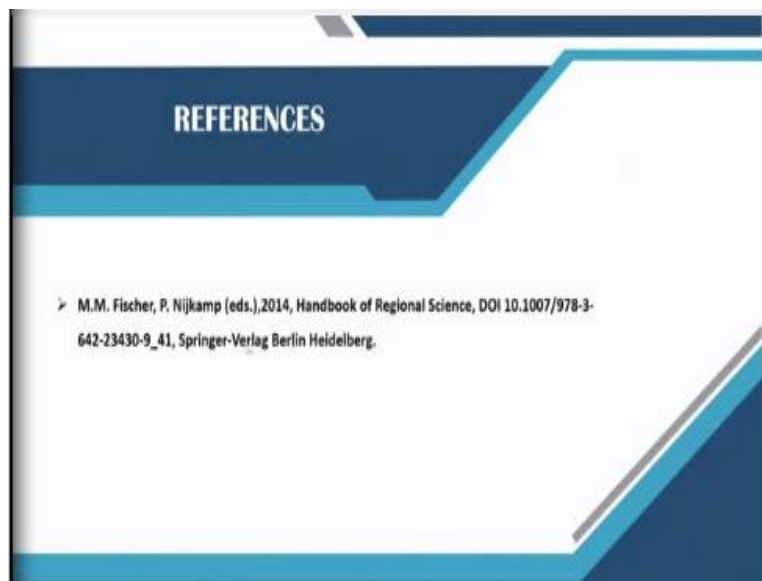 REFERENCES
➢ M.M. Fischer, P. Nijkamp (eds.),2014, Handbook of Regional Science, DOI 10.1007/978-3-
642-23430-9_41, Springer-Verlag Berlin Heidelberg.